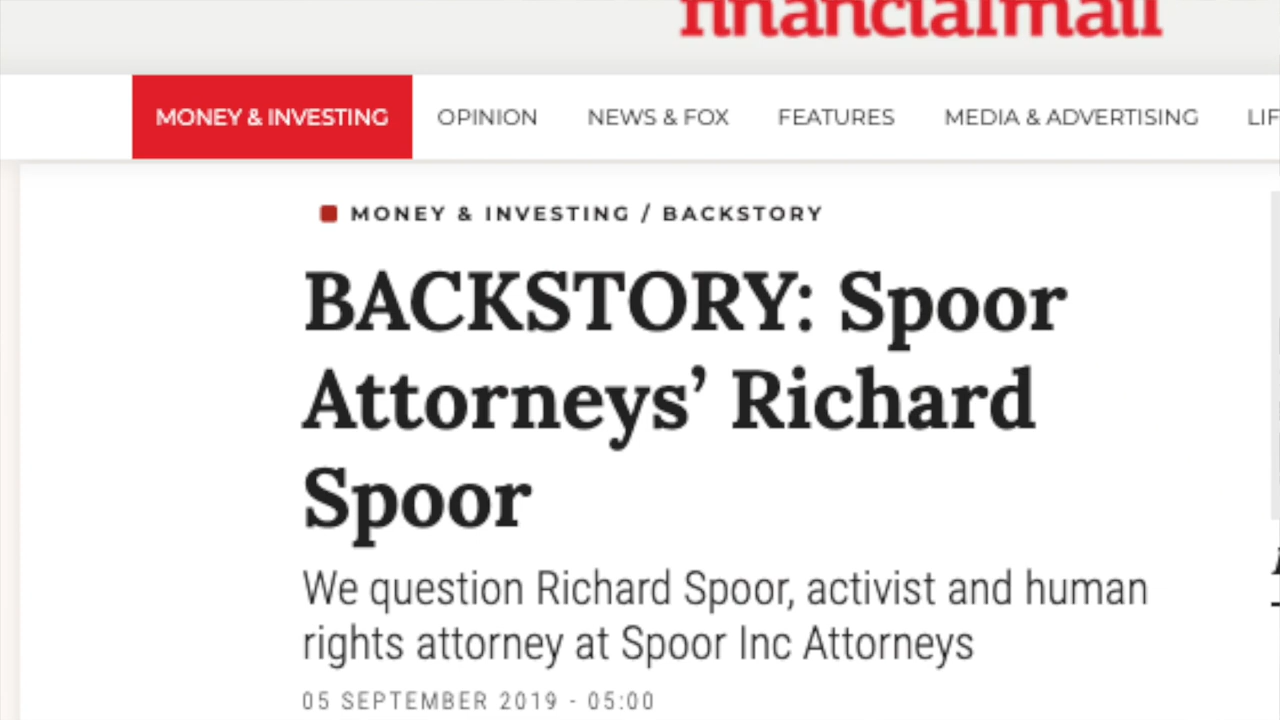 financialmail
MONEY & INVESTING OPINION NEWS & FOX FEATURES MEDIA & ADVERTISING LIF
MONEY & INVESTING / BACKSTORY
BACKSTORY: Spoor
Attorneys’ Richard
Spoor
We question Richard Spoor, activist and human
rights attorney at Spoor Inc Attorneys
05 SEPTEMBER 2019 - 05:00